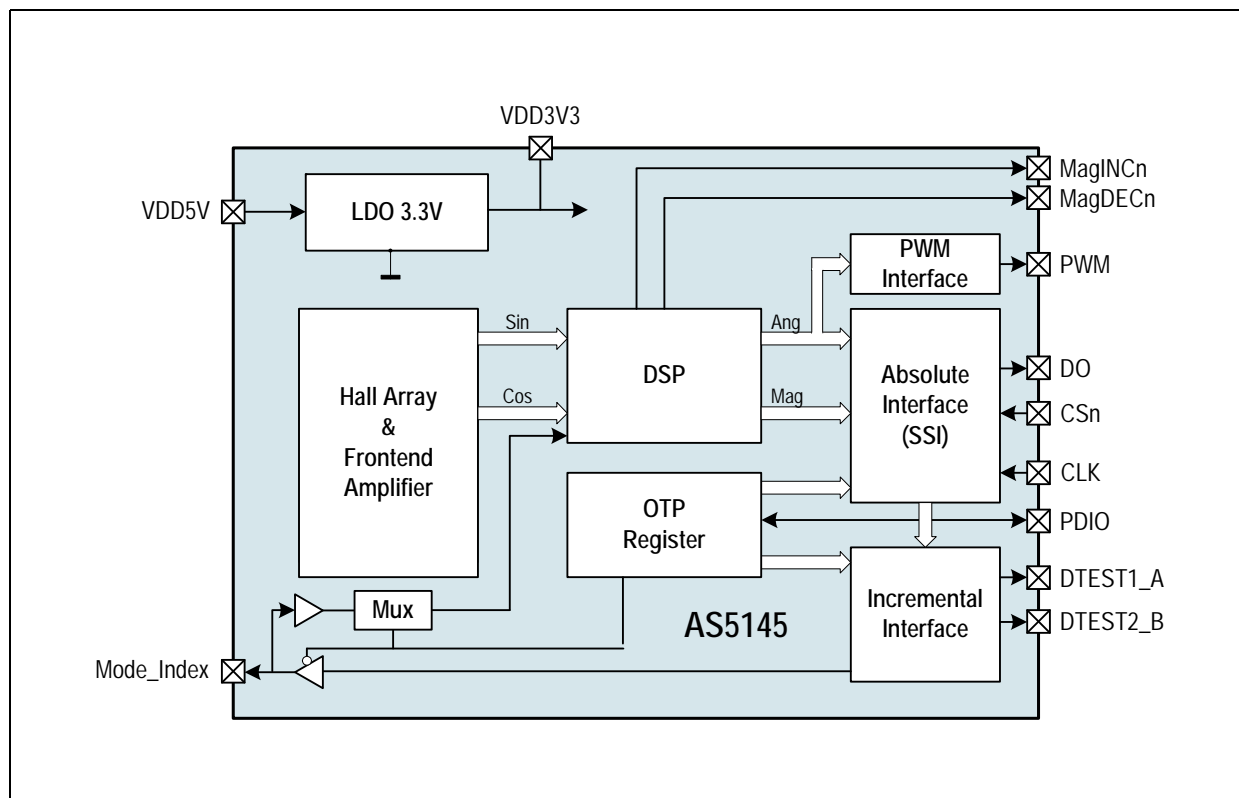 VDD3V3
MagINCn
VDD5V
LDO 3.3V
MagDECn
PWM
Interface
PWM
Sin
Ang
Hall Array
&
Frontend
Amplifier
DSP
Absolute
Interface
(SSI)
DO
Cos
Mag
CSn
CLK
OTP
Register
PDIO
DTEST1_A
Mux
AS5145
Incremental
Interface
DTEST2_B
Mode_Index